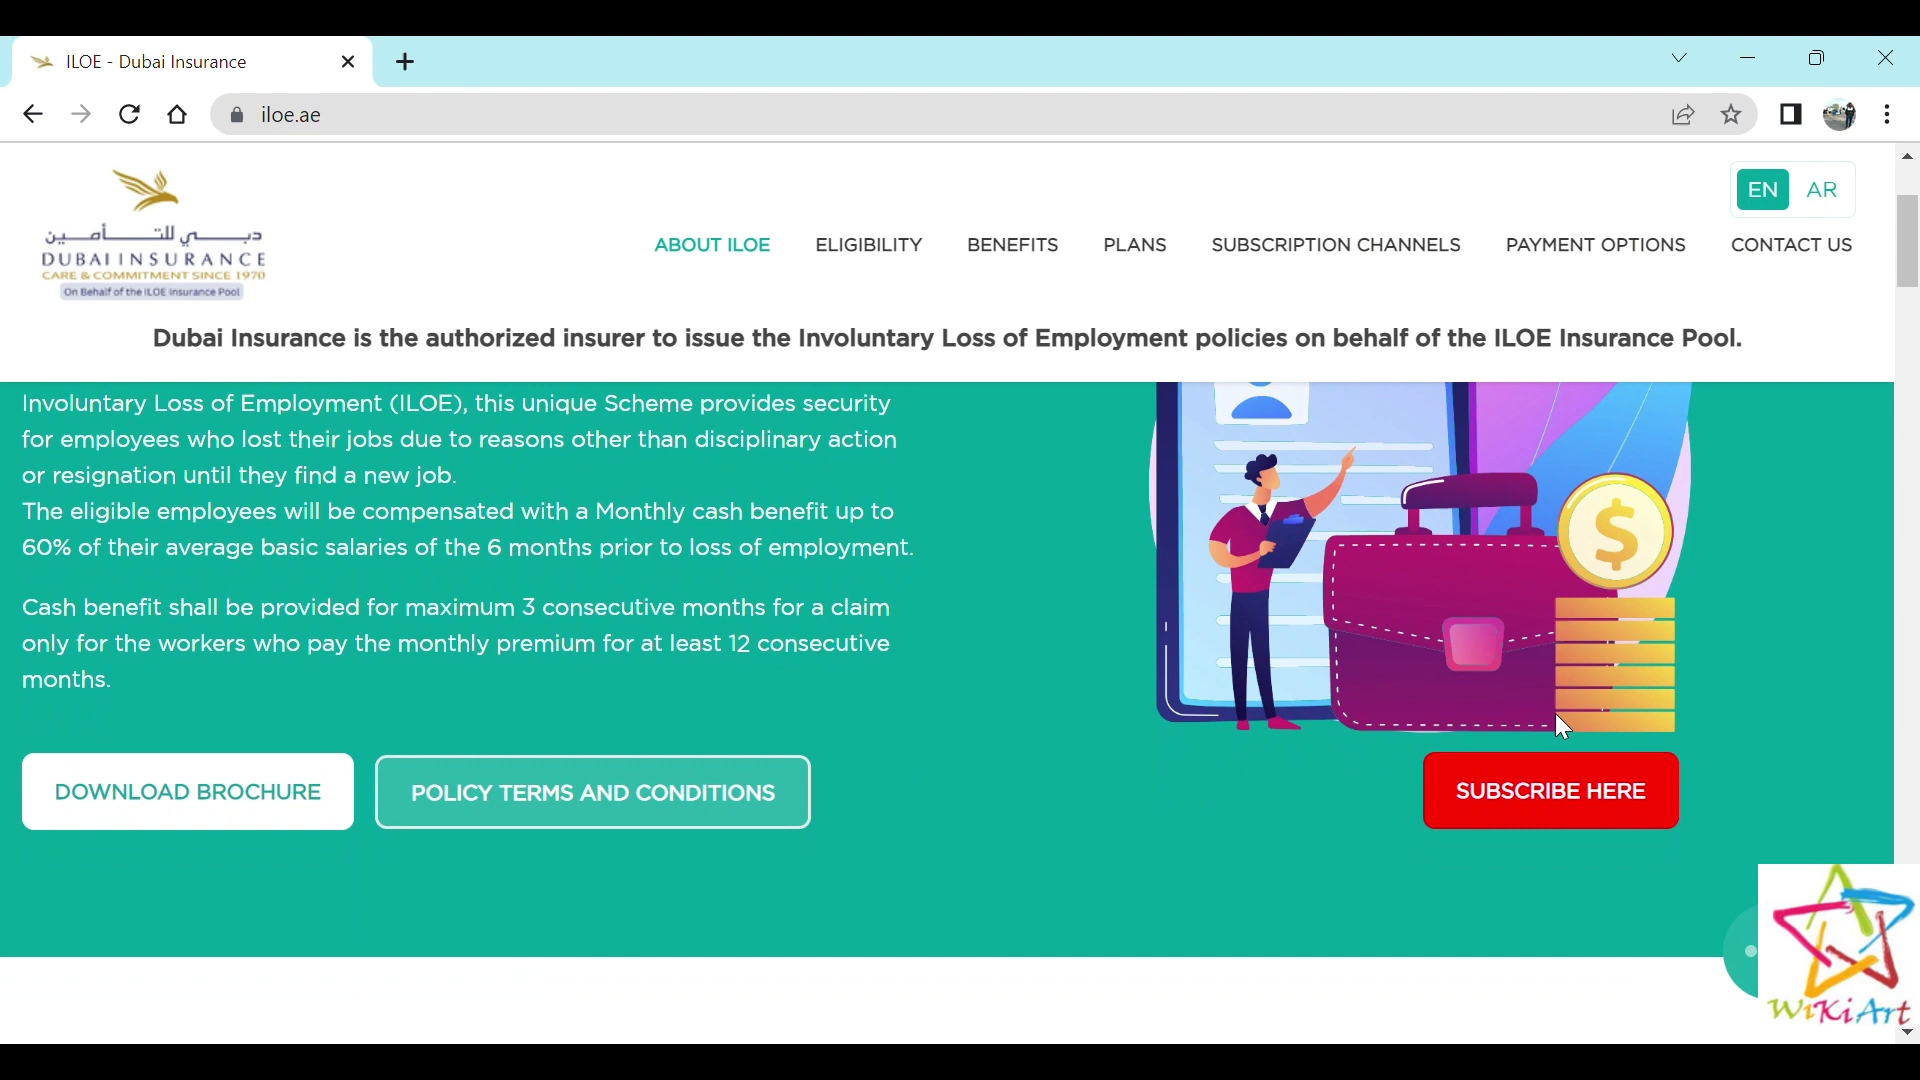 ILOE - Dubai Insurance
iloe.ae
دبي للتأمين
DUBAI INSURANCE
CARE & COMMITMENT SINCE 1970
On Behalf of the ILOE Insurance Pool
EN AR
ABOUT ILOE ELIGIBILITY BENEFITS PLANS SUBSCRIPTION CHANNELS PAYMENT OPTIONS CONTACT US
Dubai Insurance is the authorized insurer to issue the Involuntary Loss of Employment policies on behalf of the ILOE Insurance Pool.
Involuntary Loss of Employment (ILOE), this unique Scheme provides security
for employees who lost their jobs due to reasons other than disciplinary action
or resignation until they find a new job.
The eligible employees will be compensated with a Monthly cash benefit up to
60% of their average basic salaries of the 6 months prior to loss of employment.
Cash benefit shall be provided for maximum 3 consecutive months for a claim
only for the workers who pay the monthly premium for at least 12 consecutive
months.
$
DOWNLOAD BROCHURE POLICY TERMS AND CONDITIONS SUBSCRIBE HERE
WiKiArt